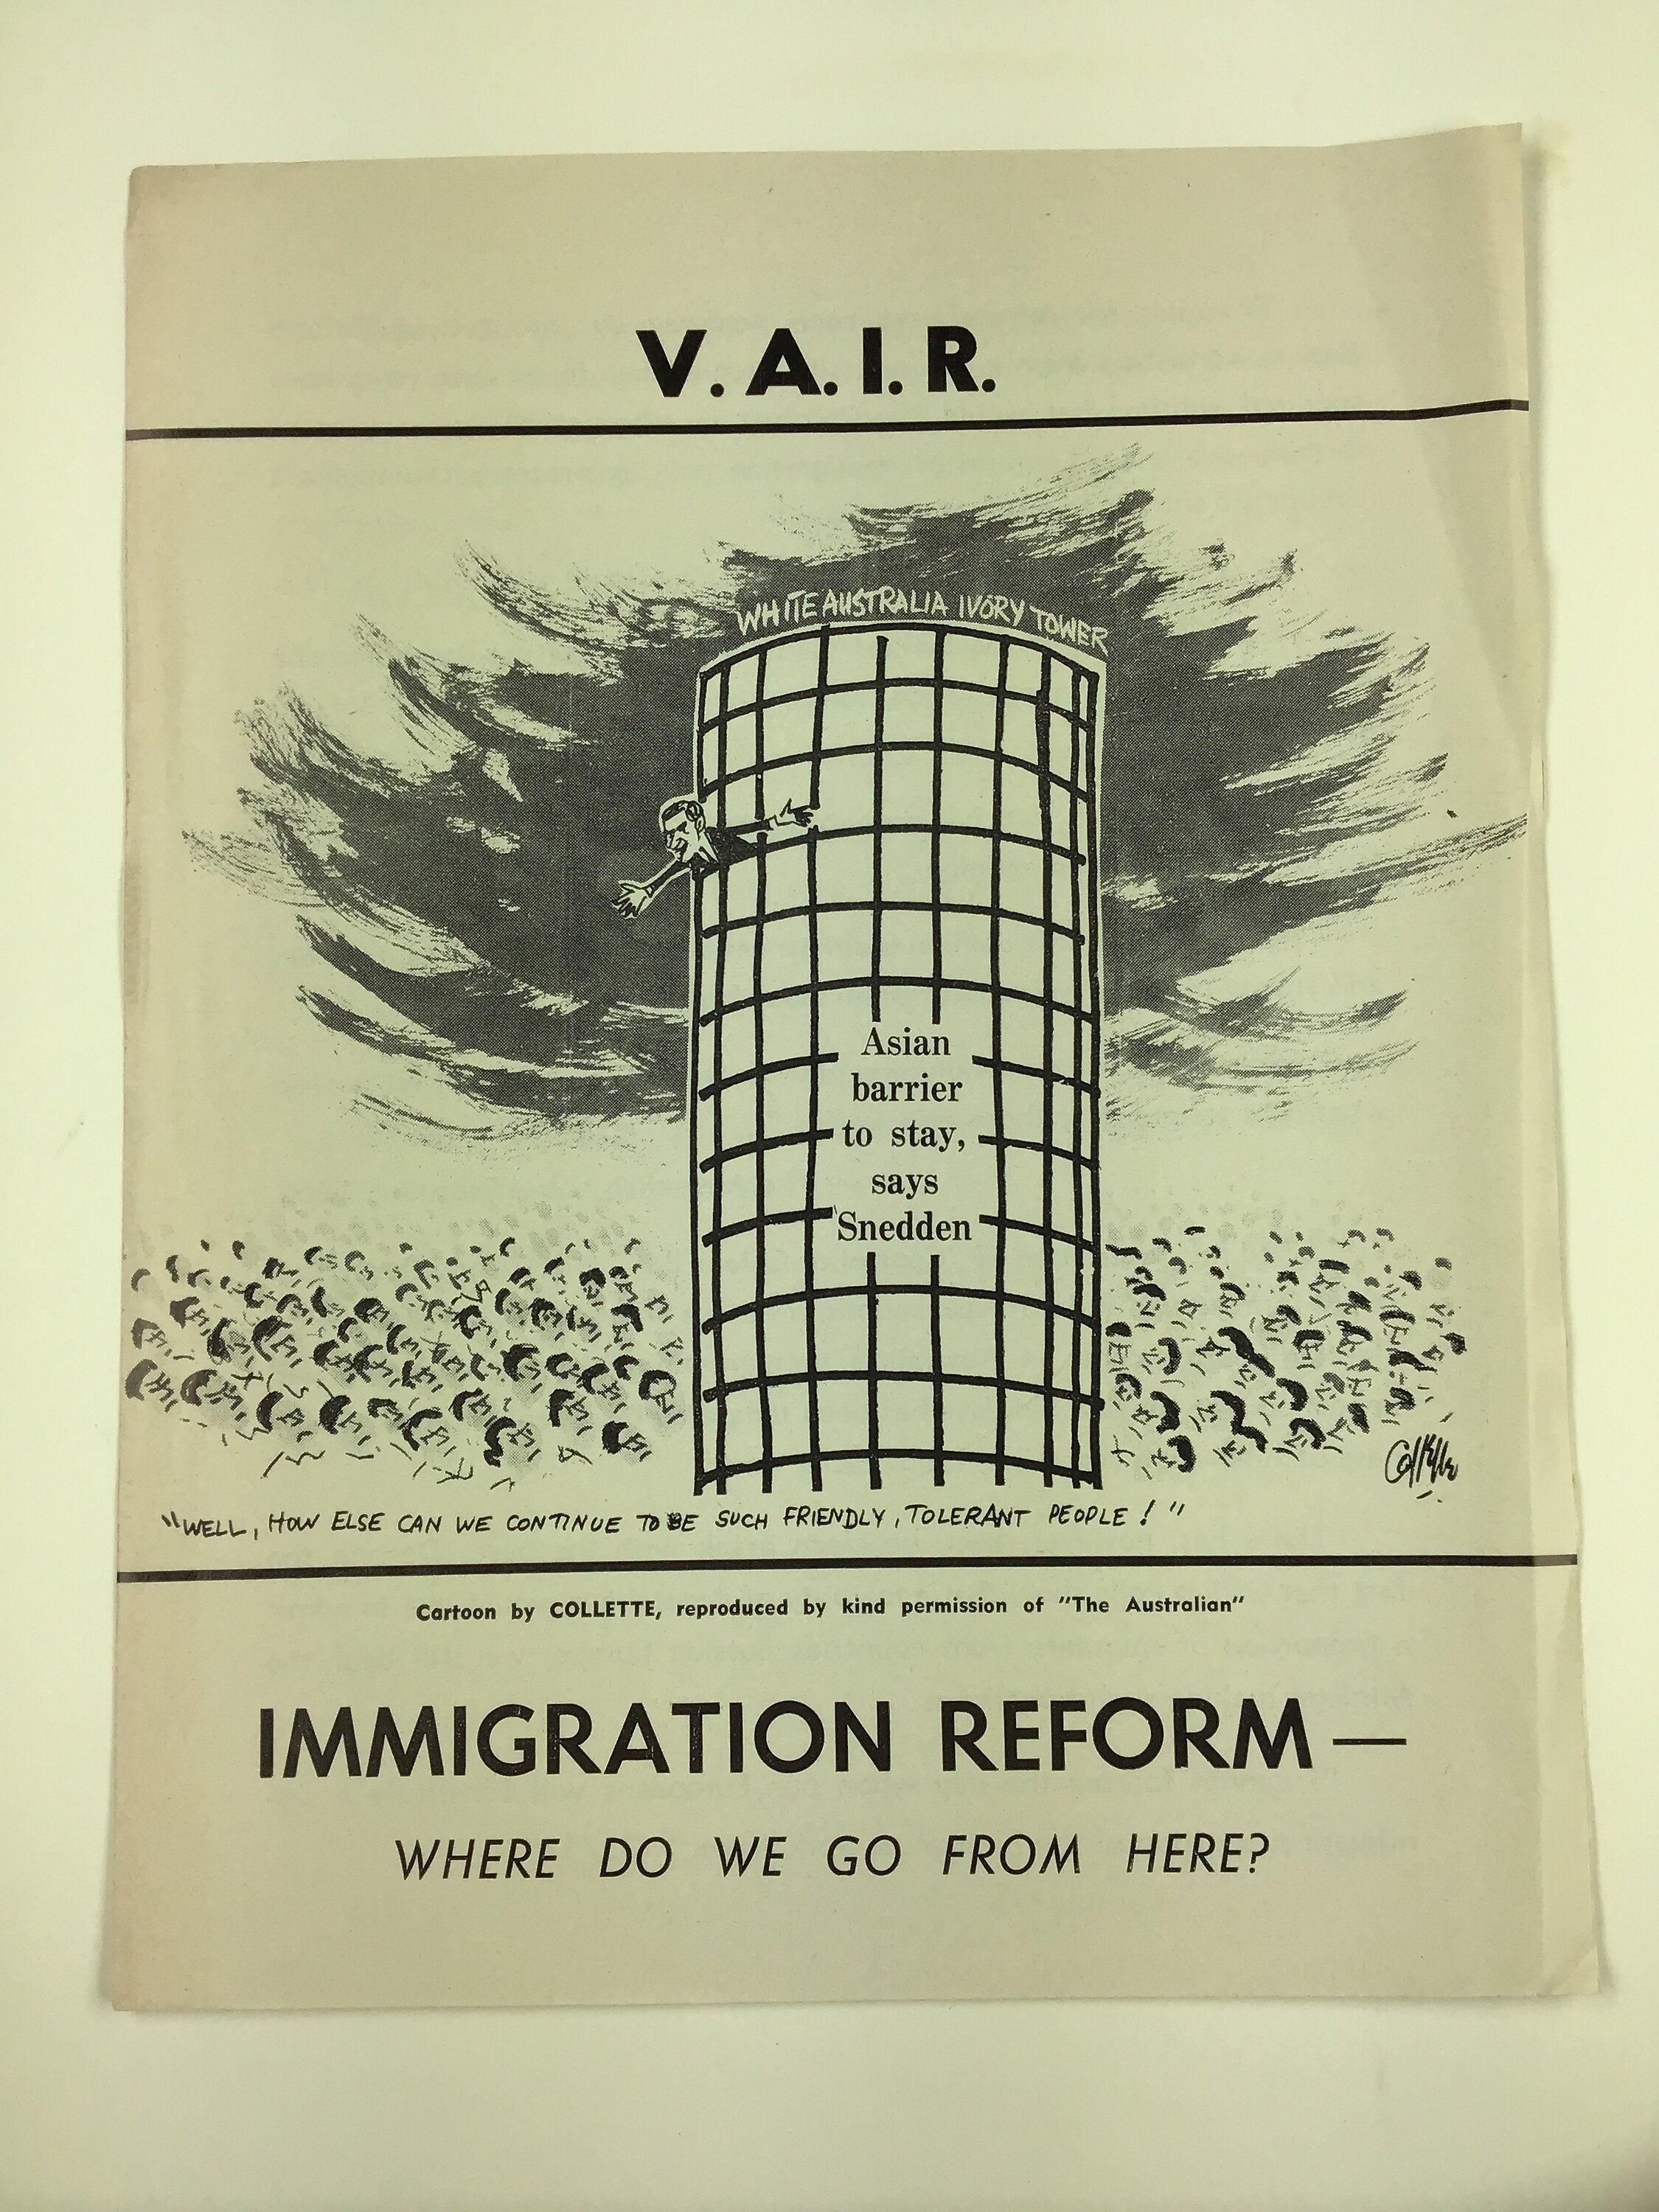 V. A. I. R.
WHITE AUSTRALIA IVORY TOWER
Asian
barrier
to stay,
says
Snedden
Collette
"WELL, HOW ELSE CAN WE CONTINUE TO BE SUCH FRIENDLY, TOLERANT PEOPLE! "
Cartoon by COLLETTE, reproduced by kind permission of "The Australian"
IMMIGRATION REFORM —
WHERE DO WE GO FROM HERE?